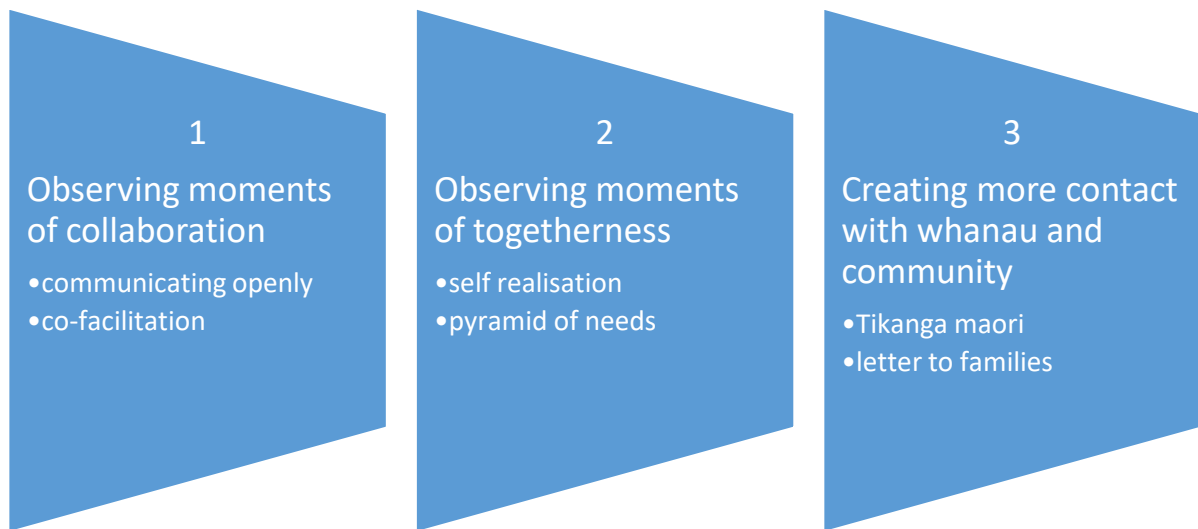 1
Observing moments
of collaboration
•communicating openly
•co-facilitation
2
Observing moments
of togetherness
•self realisation
•pyramid of needs
3
Creating more contact
with whanau and
community
•Tikanga maori
•letter to families